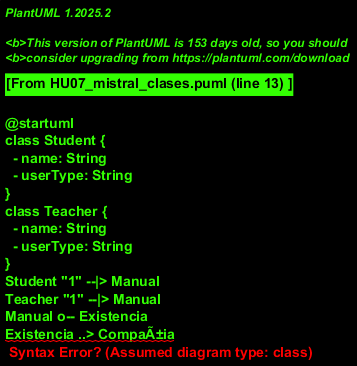 PlantUML 1.2025.2
<b>This version of PlantUML is 153 days old, so you should
<b>consider upgrading from https://plantuml.com/download
[From HU07_mistral_clases.puml (line 13) ]
@startuml
class Student {
- name: String
- userType: String
}
class Teacher {
- name: String
- userType: String
}
Student "1" --|> Manual
Teacher "1" --|> Manual
Manual o-- Existencia
Existencia ..> CompaÃ±ia
Syntax Error? (Assumed diagram type: class)